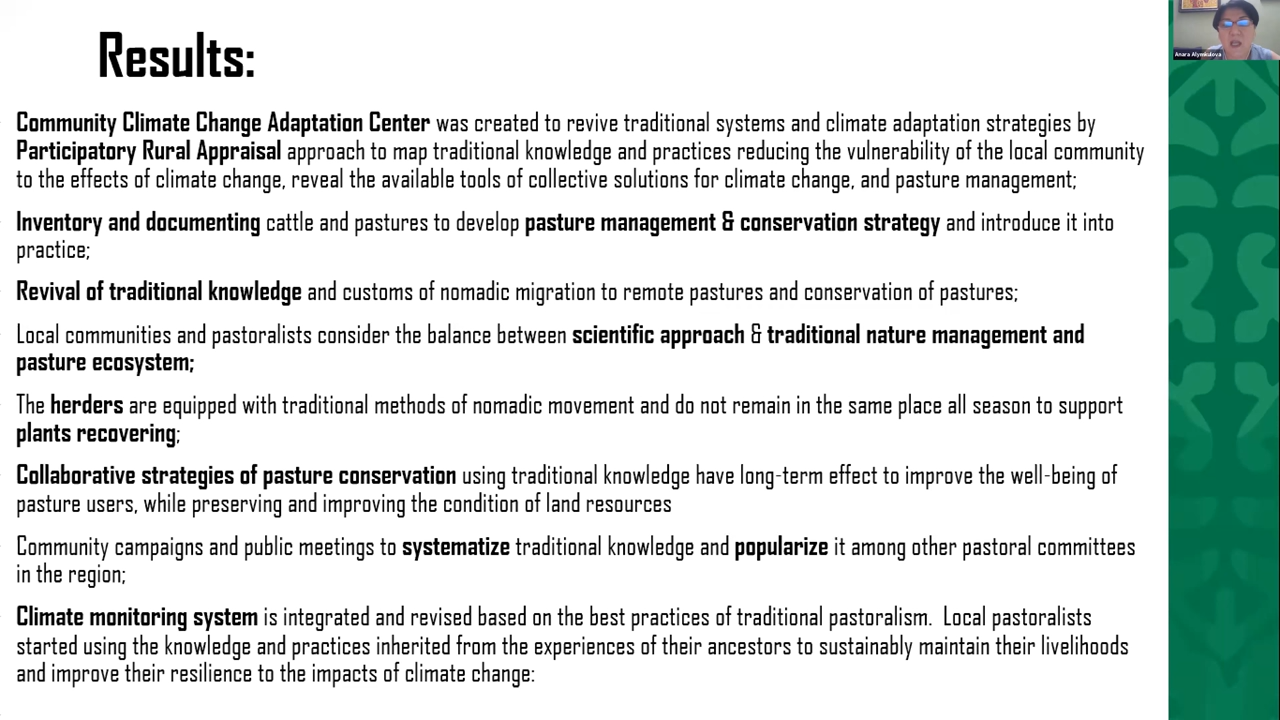 Results:
Community Climate Change Adaptation Center was created to revive traditional systems and climate adaptation strategies by
Participatory Rural Appraisal approach to map traditional knowledge and practices reducing the vulnerability of the local community
to the effects of climate change, reveal the available tools of collective solutions for climate change, and pasture management;
Inventory and documenting cattle and pastures to develop pasture management & conservation strategy and introduce it into
practice;
Revival of traditional knowledge and customs of nomadic migration to remote pastures and conservation of pastures;
Local communities and pastoralists consider the balance between scientific approach & traditional nature management and
pasture ecosystem;
The herders are equipped with traditional methods of nomadic movement and do not remain in the same place all season to support
plants recovering;
Collaborative strategies of pasture conservation using traditional knowledge have long-term effect to improve the well-being of
pasture users, while preserving and improving the condition of land resources
Community campaigns and public meetings to systematize traditional knowledge and popularize it among other pastoral committees
in the region;
Climate monitoring system is integrated and revised based on the best practices of traditional pastoralism. Local pastoralists
started using the knowledge and practices inherited from the experiences of their ancestors to sustainably maintain their livelihoods
and improve their resilience to the impacts of climate change:
Anara Alymkulova